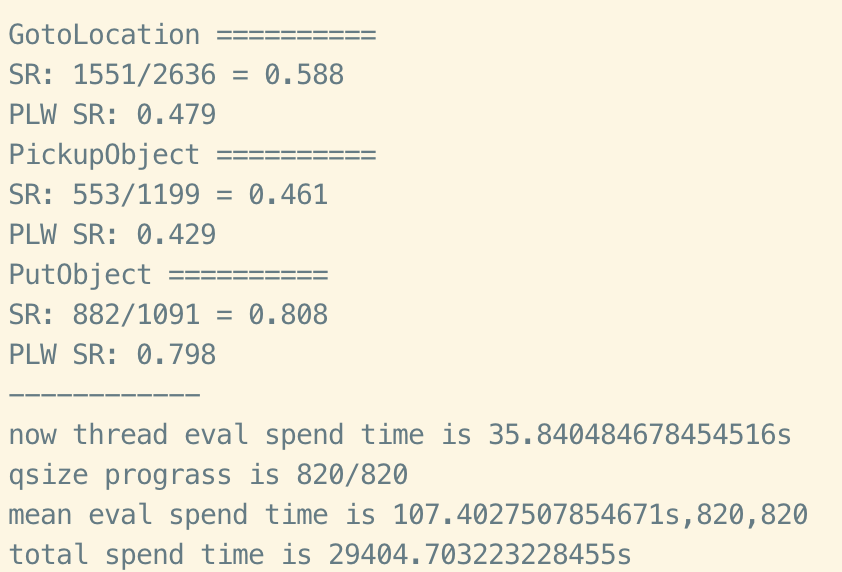 GotoLocation ==========
SR: 1551/2636 = 0.588
PLW SR: 0.479
PickupObject ==========
SR: 553/1199 = 0.461
PLW SR: 0.429
PutObject ==========
SR: 882/1091 = 0.808
PLW SR: 0.798
------------
now thread eval spend time is 35.840484678454516s
qsize prograss is 820/820
mean eval spend time is 107.4027507854671s,820,820
total spend time is 29404.703223228455s